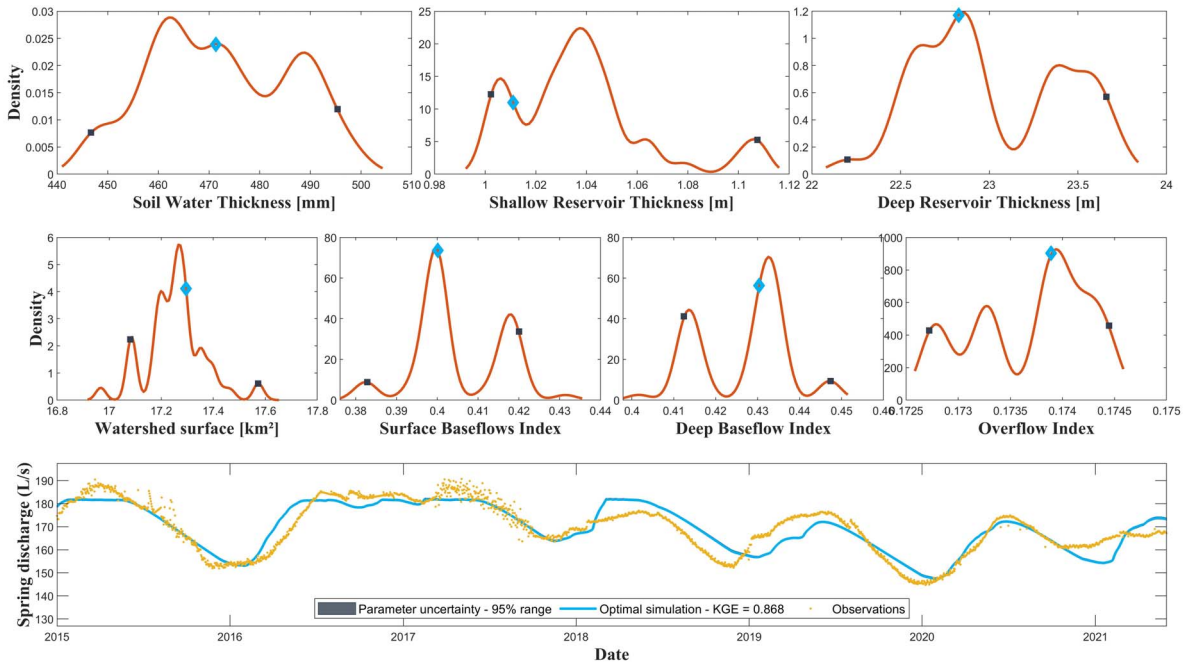 0.03
0.025
0.02
0.015
0.01
0.005
0
440 450 460 470 480 490 500 510
Density
Soil Water Thickness [mm]
25
20
15
10
5
0
0.98 1 1.02 1.04 1.06 1.08 1.1 1.12
Shallow Reservoir Thickness [m]
1.2
1
0.8
0.6
0.4
0.2
0
22 22.5 23 23.5 24
Deep Reservoir Thickness [m]
6
5
4
3
2
1
0
16.8 17 17.2 17.4 17.6 17.8
Density
Watershed surface [km²]
80
60
40
20
0
0.38 0.39 0.4 0.41 0.42 0.43 0.44
Surface Baseflows Index
80
60
40
20
0
0.4 0.41 0.42 0.43 0.44 0.45 0.46
Deep Baseflow Index
1000
800
600
400
200
0
0.1725 0.173 0.1735 0.174 0.1745 0.175
Overflow Index
190
180
170
160
150
140
130
Spring discharge (L/s)
Parameter uncertainty - 95% range Optimal simulation - KGE = 0.868 Observations
2015 2016 2017 2018 2019 2020 2021
Date